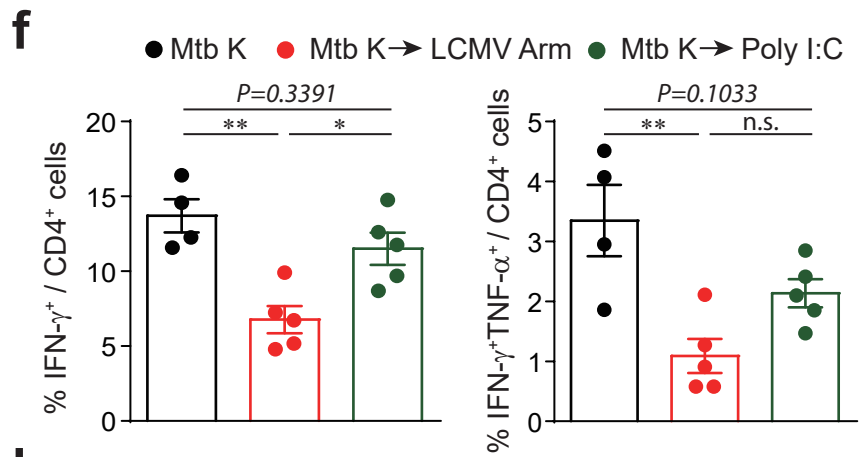 f
Mtb K Mtb K→LCMV Arm Mtb K→Poly I:C
% IFN-γ⁺ / CD4⁺ cells
P=0.3391
** *
20
15
10
5
0
% IFN-γ⁺TNF-α⁺ / CD4⁺ cells
P=0.1033
** n.s.
5
4
3
2
1
0